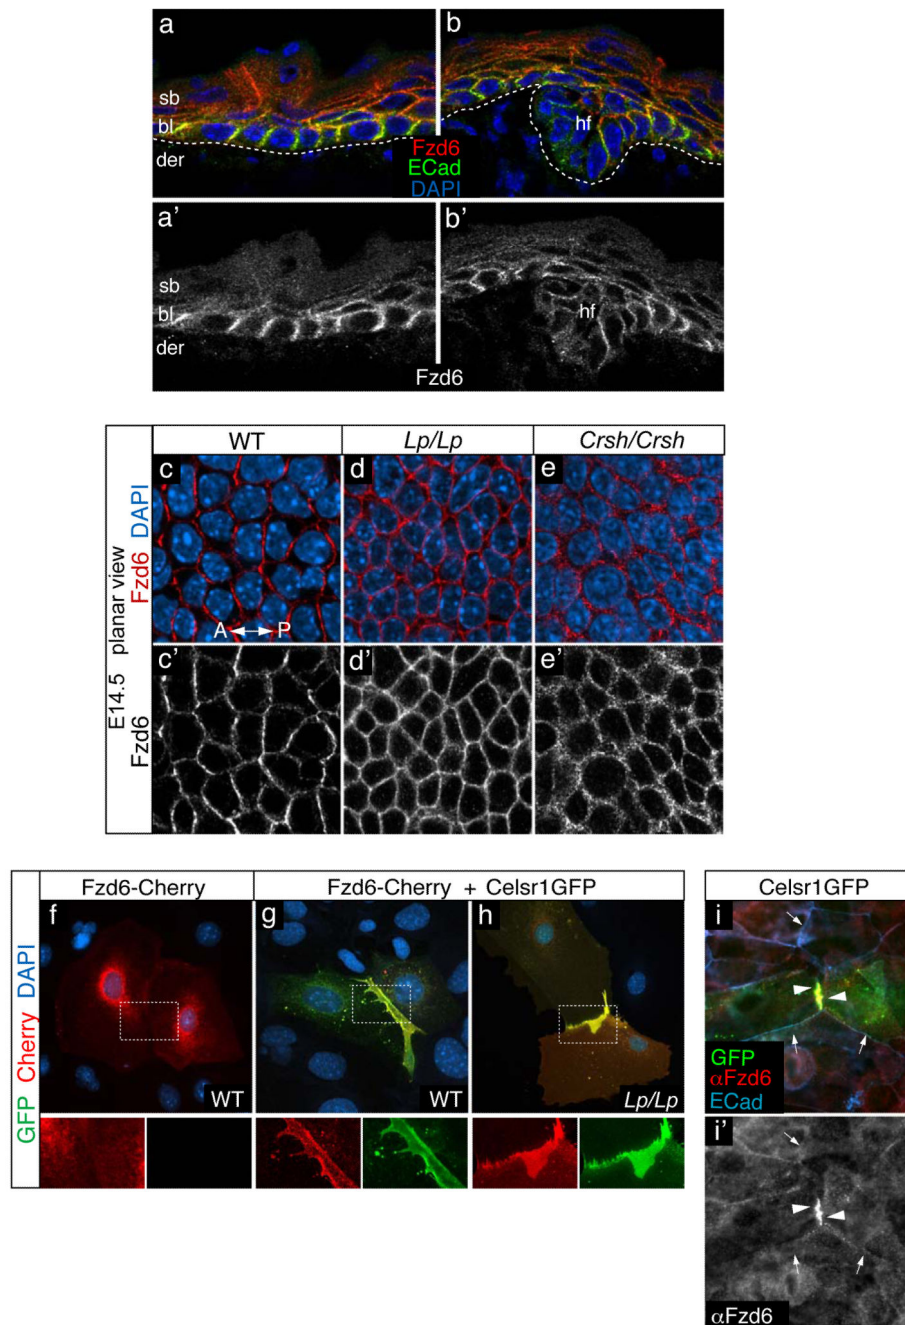 a
b
sb
bl
der
hf
Fzd6
ECad
DAPI
a'
b'
sb
bl
der
hf
Fzd6
WT
Lp/Lp
Crsh/Crsh
E14.5 planar view
Fzd6 DAPI
c
d
e
A P
Fzd6
c'
d'
e'
Fzd6-Cherry
Fzd6-Cherry + Celsr1GFP
Celsr1GFP
GFP Cherry DAPI
f
g
h
i
WT
WT
Lp/Lp
GFP
αFzd6
ECad
i'
αFzd6